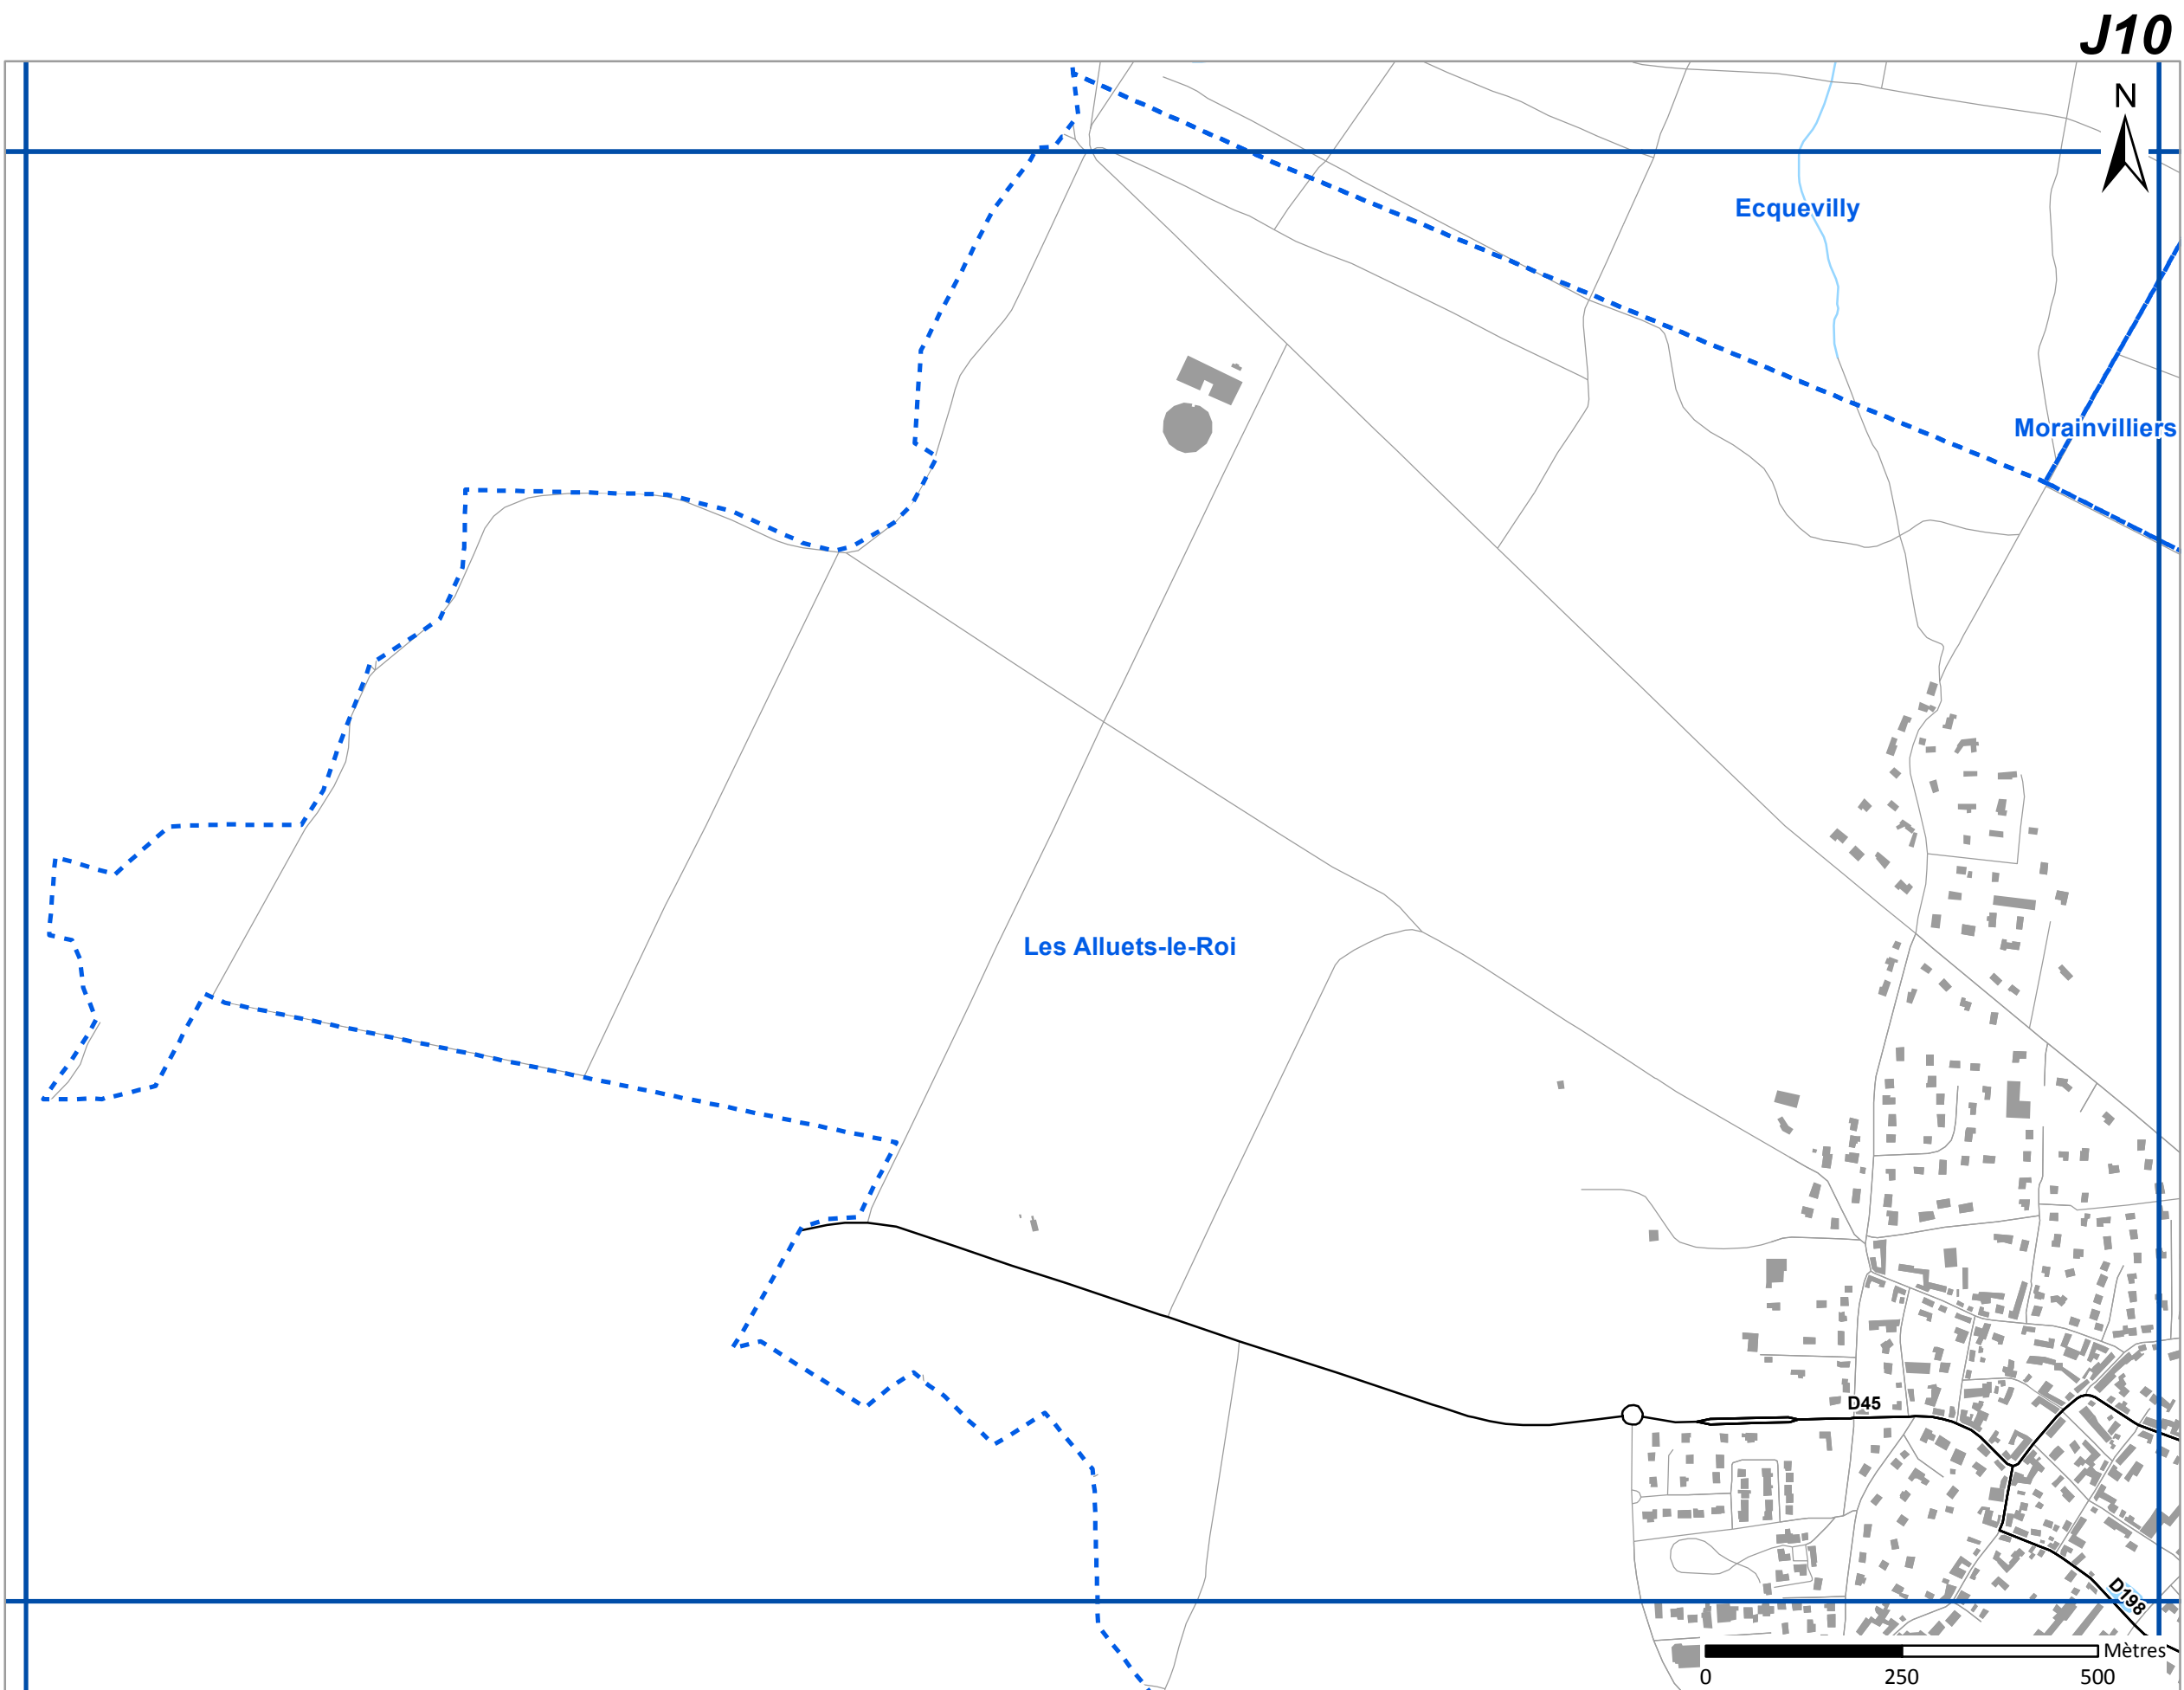 J10
N
Ecquevilly
Morainvilliers
Les Alluets-le-Roi
D45
D198
Mètres
0 250 500